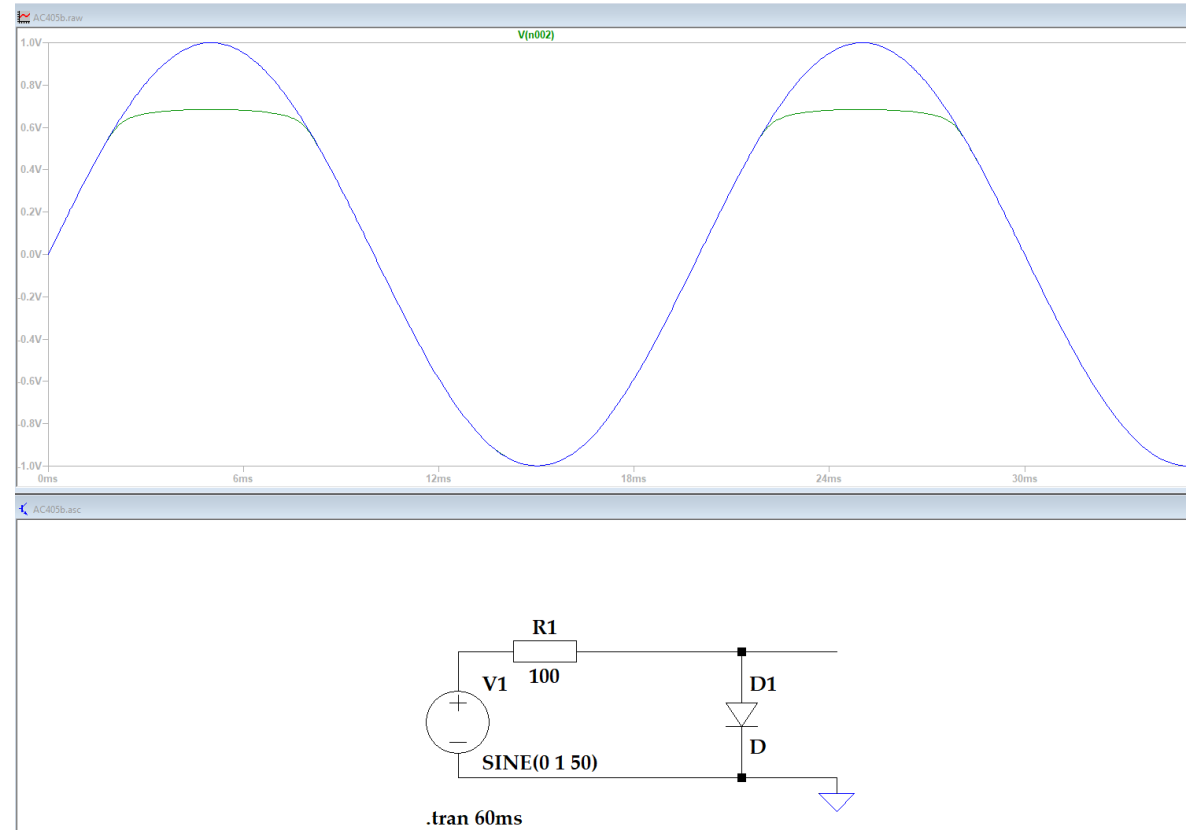 AC405b.raw
V(n002)
1.0V
0.8V
0.6V
0.4V
0.2V
0.0V
-0.2V
-0.4V
-0.6V
-0.8V
-1.0V
0ms 6ms 12ms 18ms 24ms 30ms
AC405b.asc
R1
100
V1
D1
D
SINE(0 1 50)
.tran 60ms